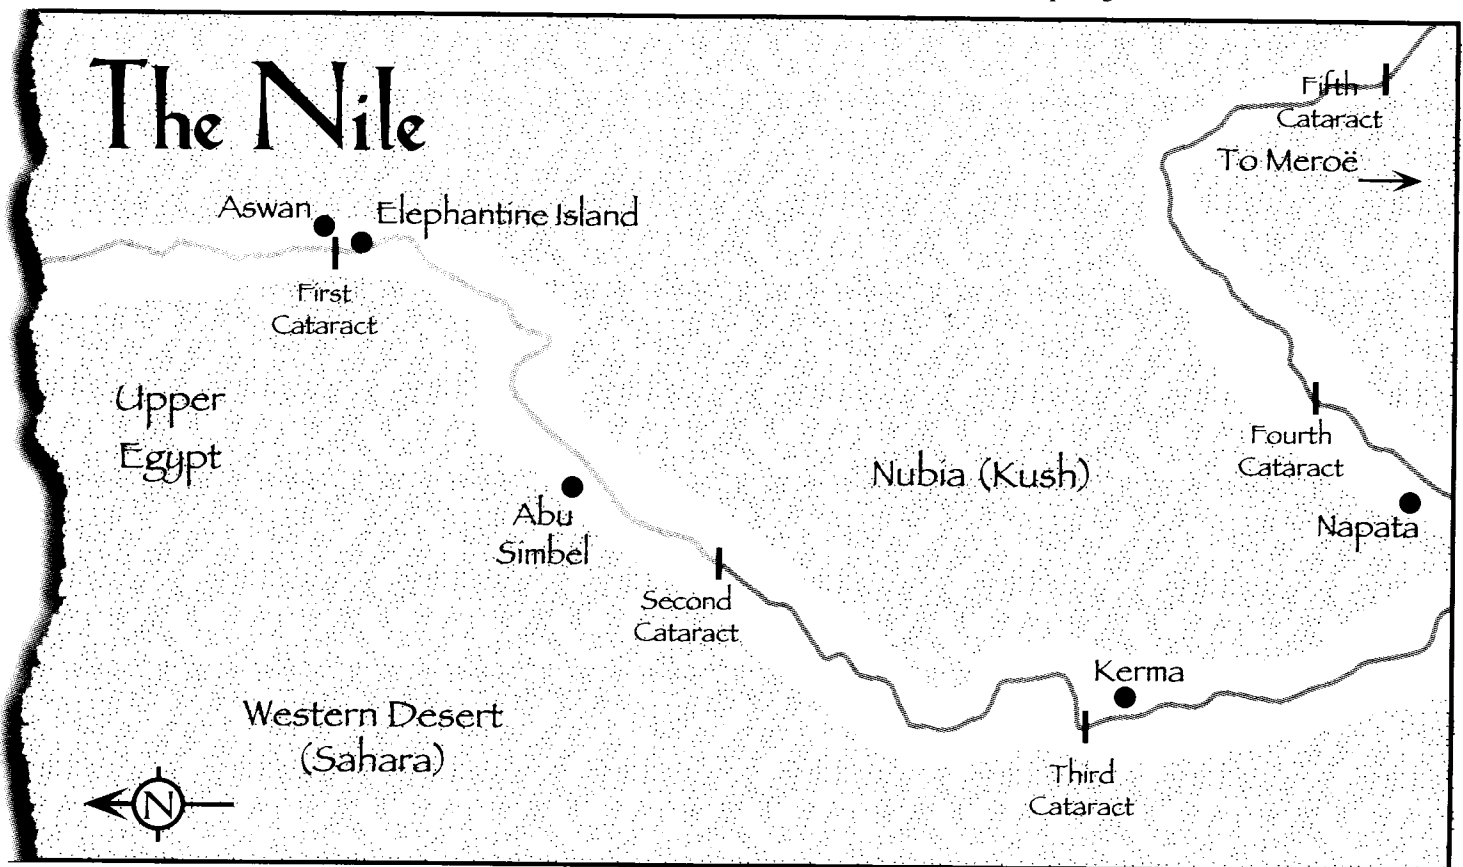 The Nile
Fifth
Cataract
To Meroë
Aswan
Elephantine Island
First
Cataract
Upper
Egypt
Abu
Simbel
Nubia (Kush)
Fourth
Cataract
Napata
Second
Cataract
Kerma
Western Desert
(Sahara)
Third
Cataract
N